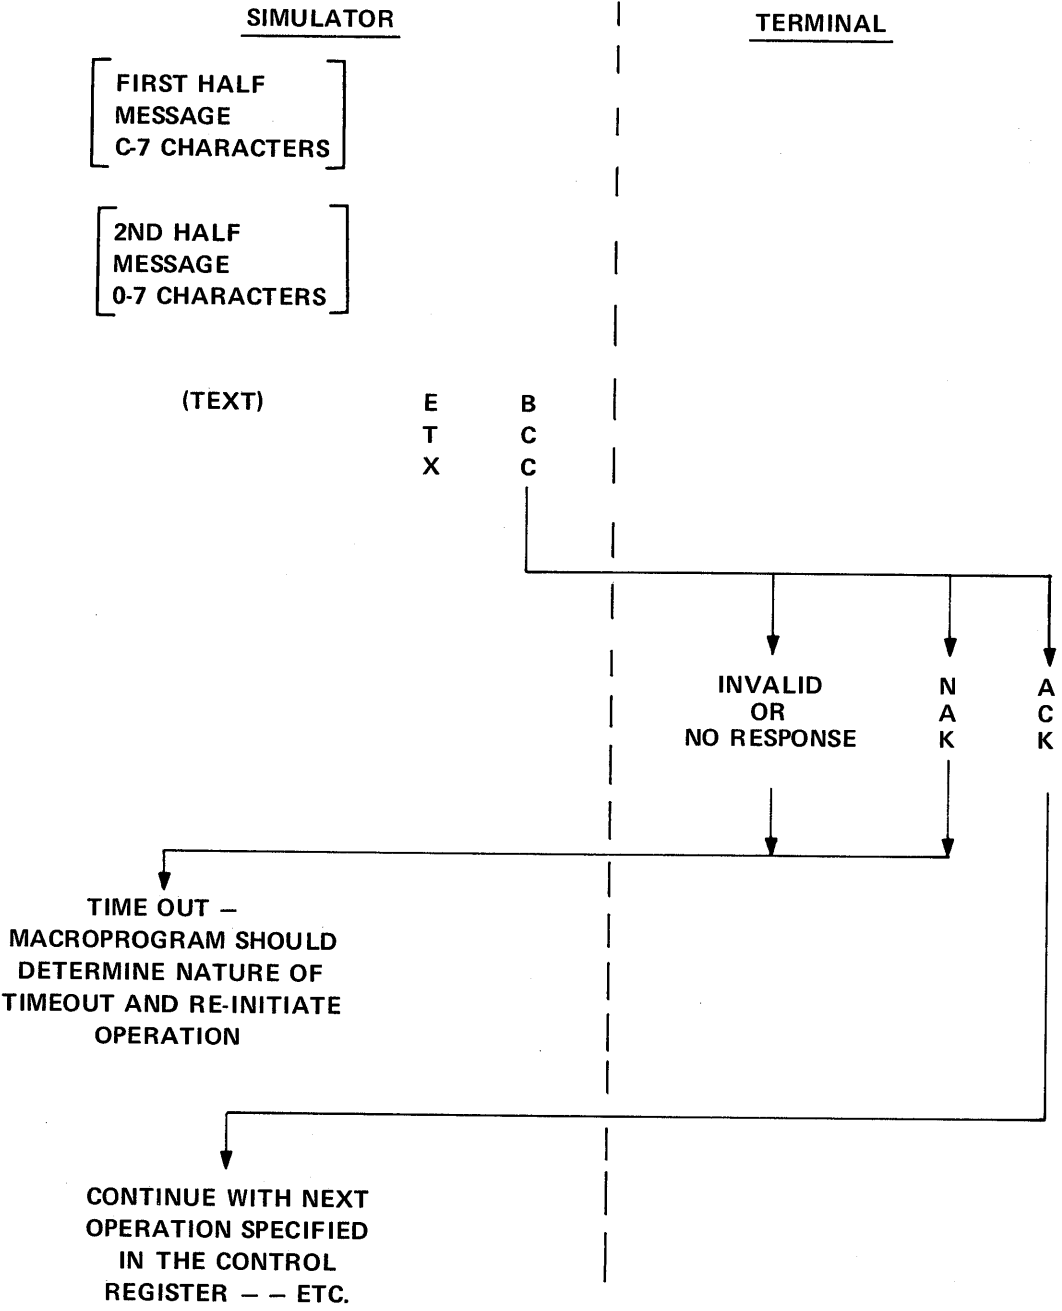 SIMULATOR
TERMINAL
FIRST HALF
MESSAGE
C-7 CHARACTERS
2ND HALF
MESSAGE
0-7 CHARACTERS
(TEXT)
E
T
X
B
C
C
INVALID
OR
NO RESPONSE
N
A
K
A
C
K
TIME OUT –
MACROPROGRAM SHOULD
DETERMINE NATURE OF
TIMEOUT AND RE-INITIATE
OPERATION
CONTINUE WITH NEXT
OPERATION SPECIFIED
IN THE CONTROL
REGISTER – – ETC.